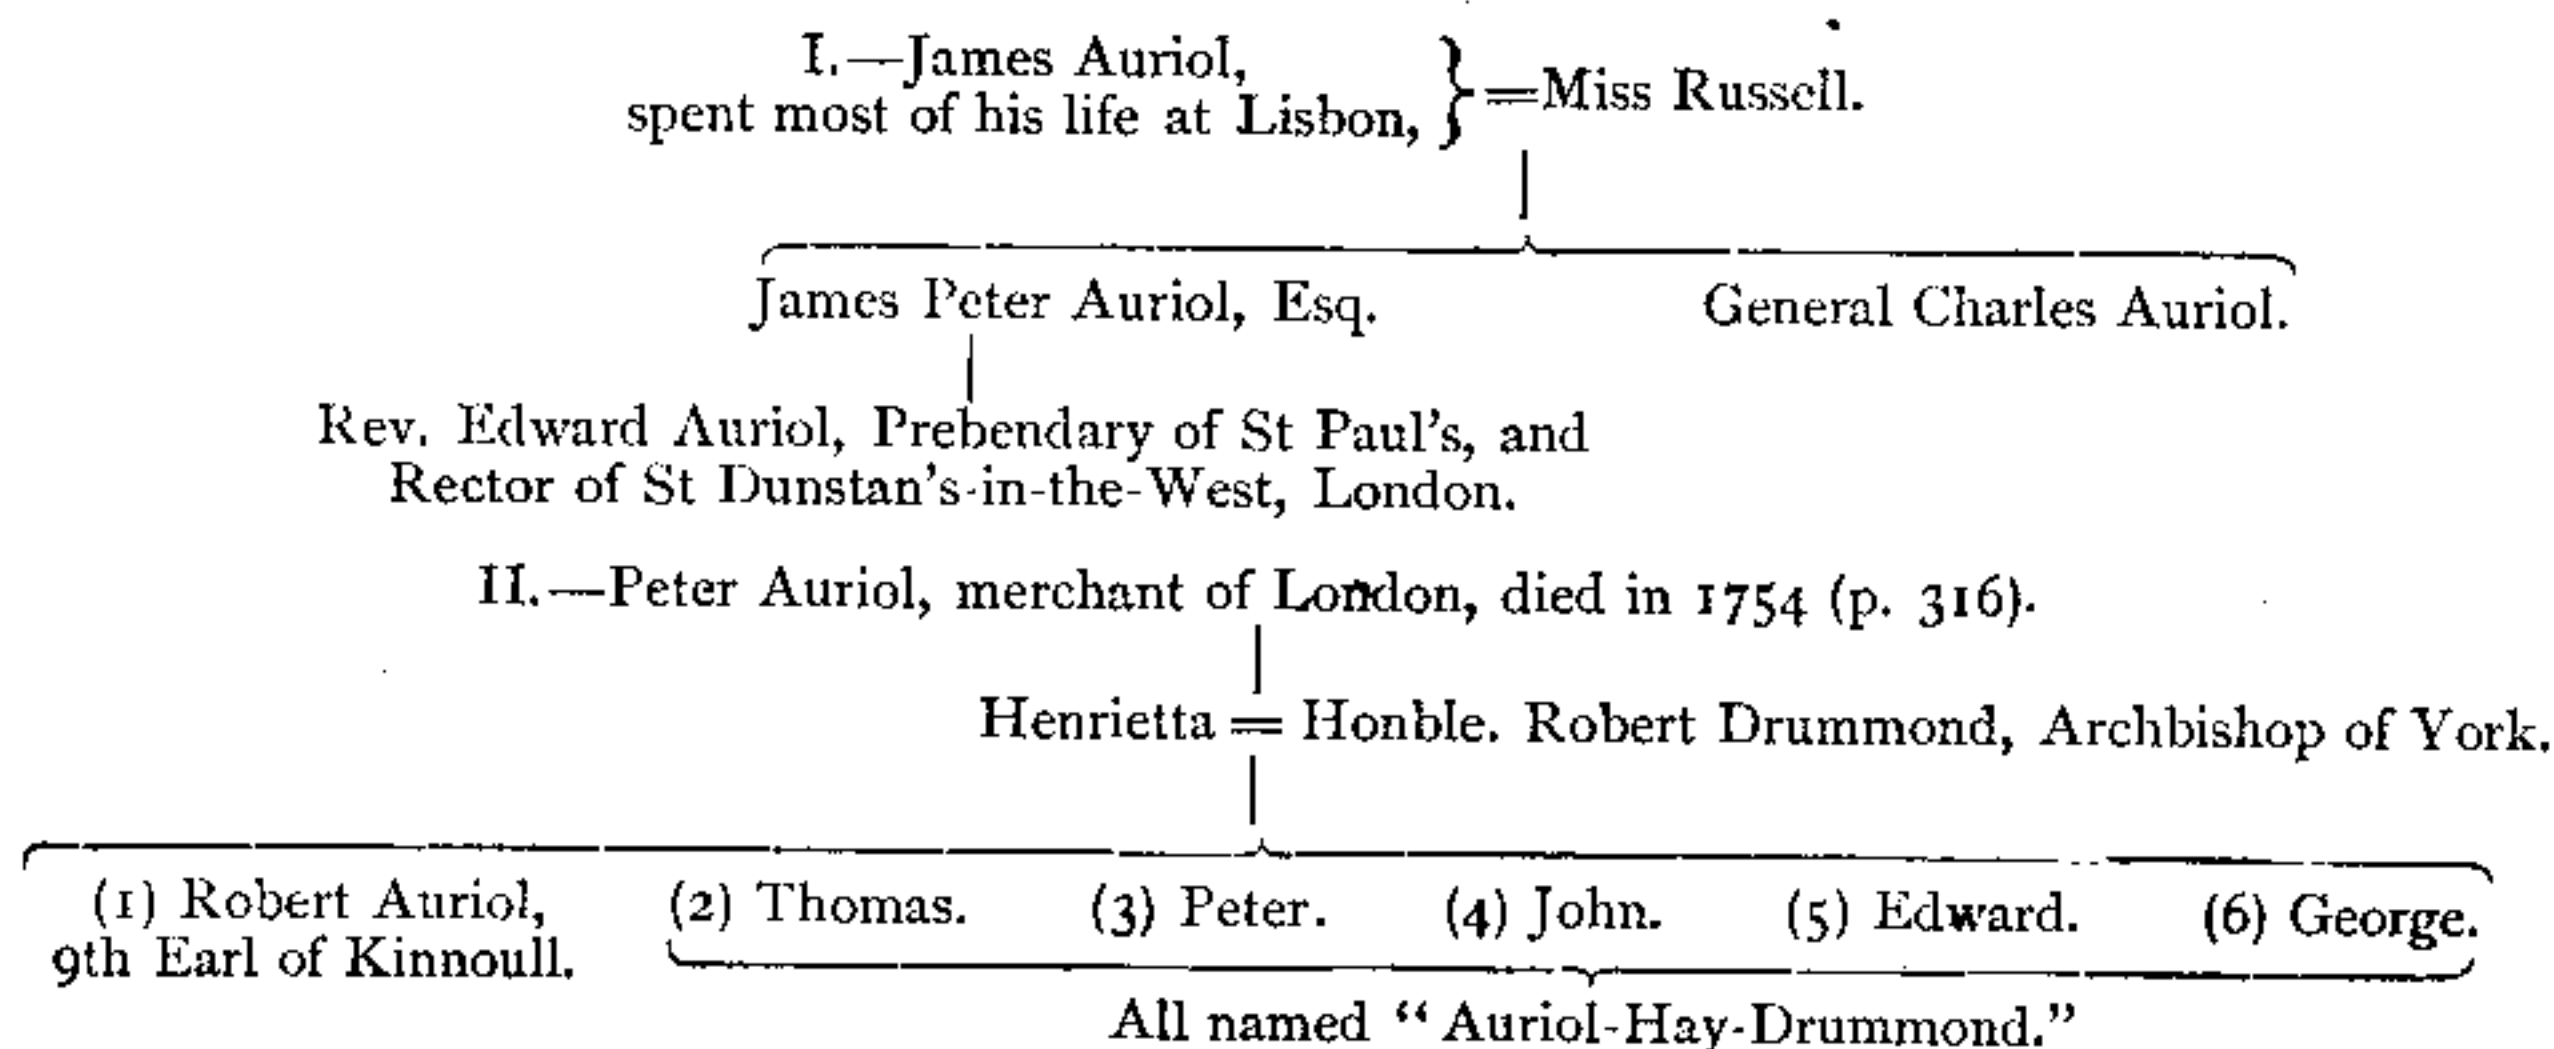 I.—James Auriol,
spent most of his life at Lisbon, } =Miss Russell.
James Peter Auriol, Esq. General Charles Auriol.
Rev. Edward Auriol, Prebendary of St Paul's, and
Rector of St Dunstan's-in-the-West, London.
II.—Peter Auriol, merchant of London, died in 1754 (p. 316).
Henrietta = Honble. Robert Drummond, Archbishop of York.
(1) Robert Auriol, (2) Thomas. (3) Peter. (4) John. (5) Edward. (6) George.
9th Earl of Kinnoull.
All named “Auriol-Hay-Drummond.”